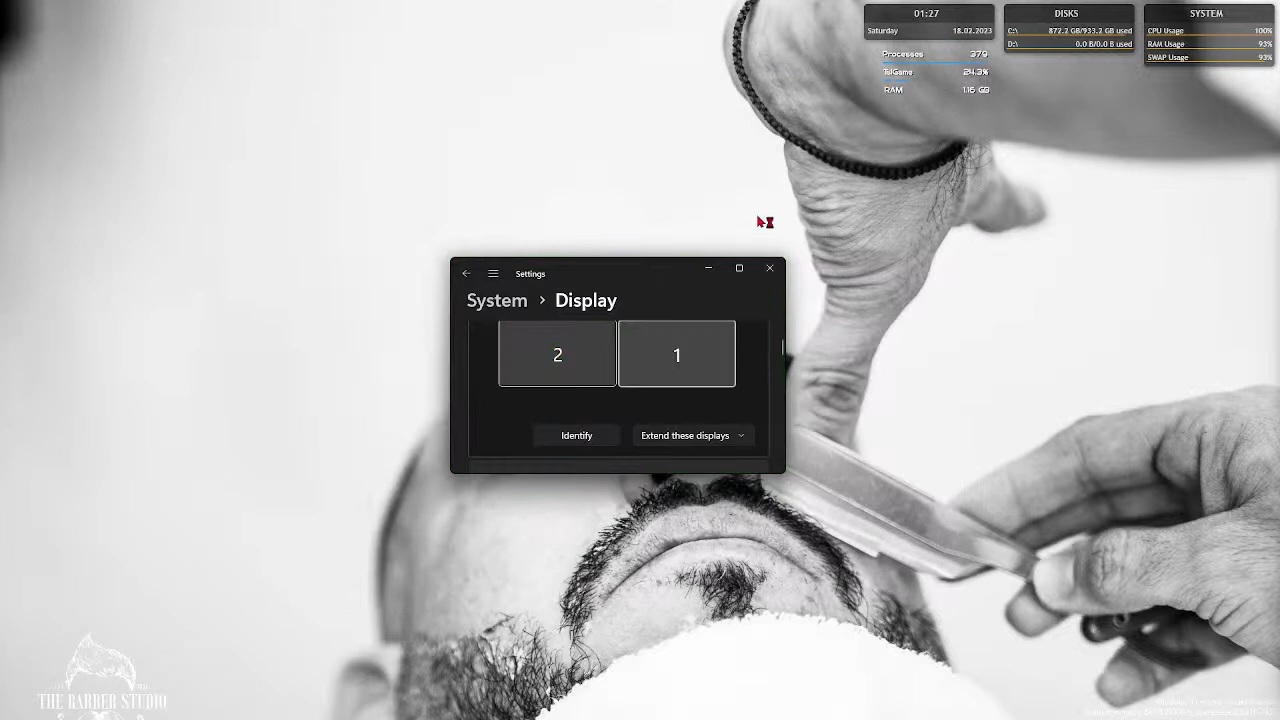 01:27
Saturday 18.02.2023
Processes 379
TslGame 24.3%
RAM 1.16 GB
DISKS
C:\ 872.2 GB/933.2 GB used
D:\ 0.0 B/0.0 B used
SYSTEM
CPU Usage 100%
RAM Usage 93%
SWAP Usage 93%
Settings
System > Display
2 1
Identify Extend these displays
THE BARBER STUDIO